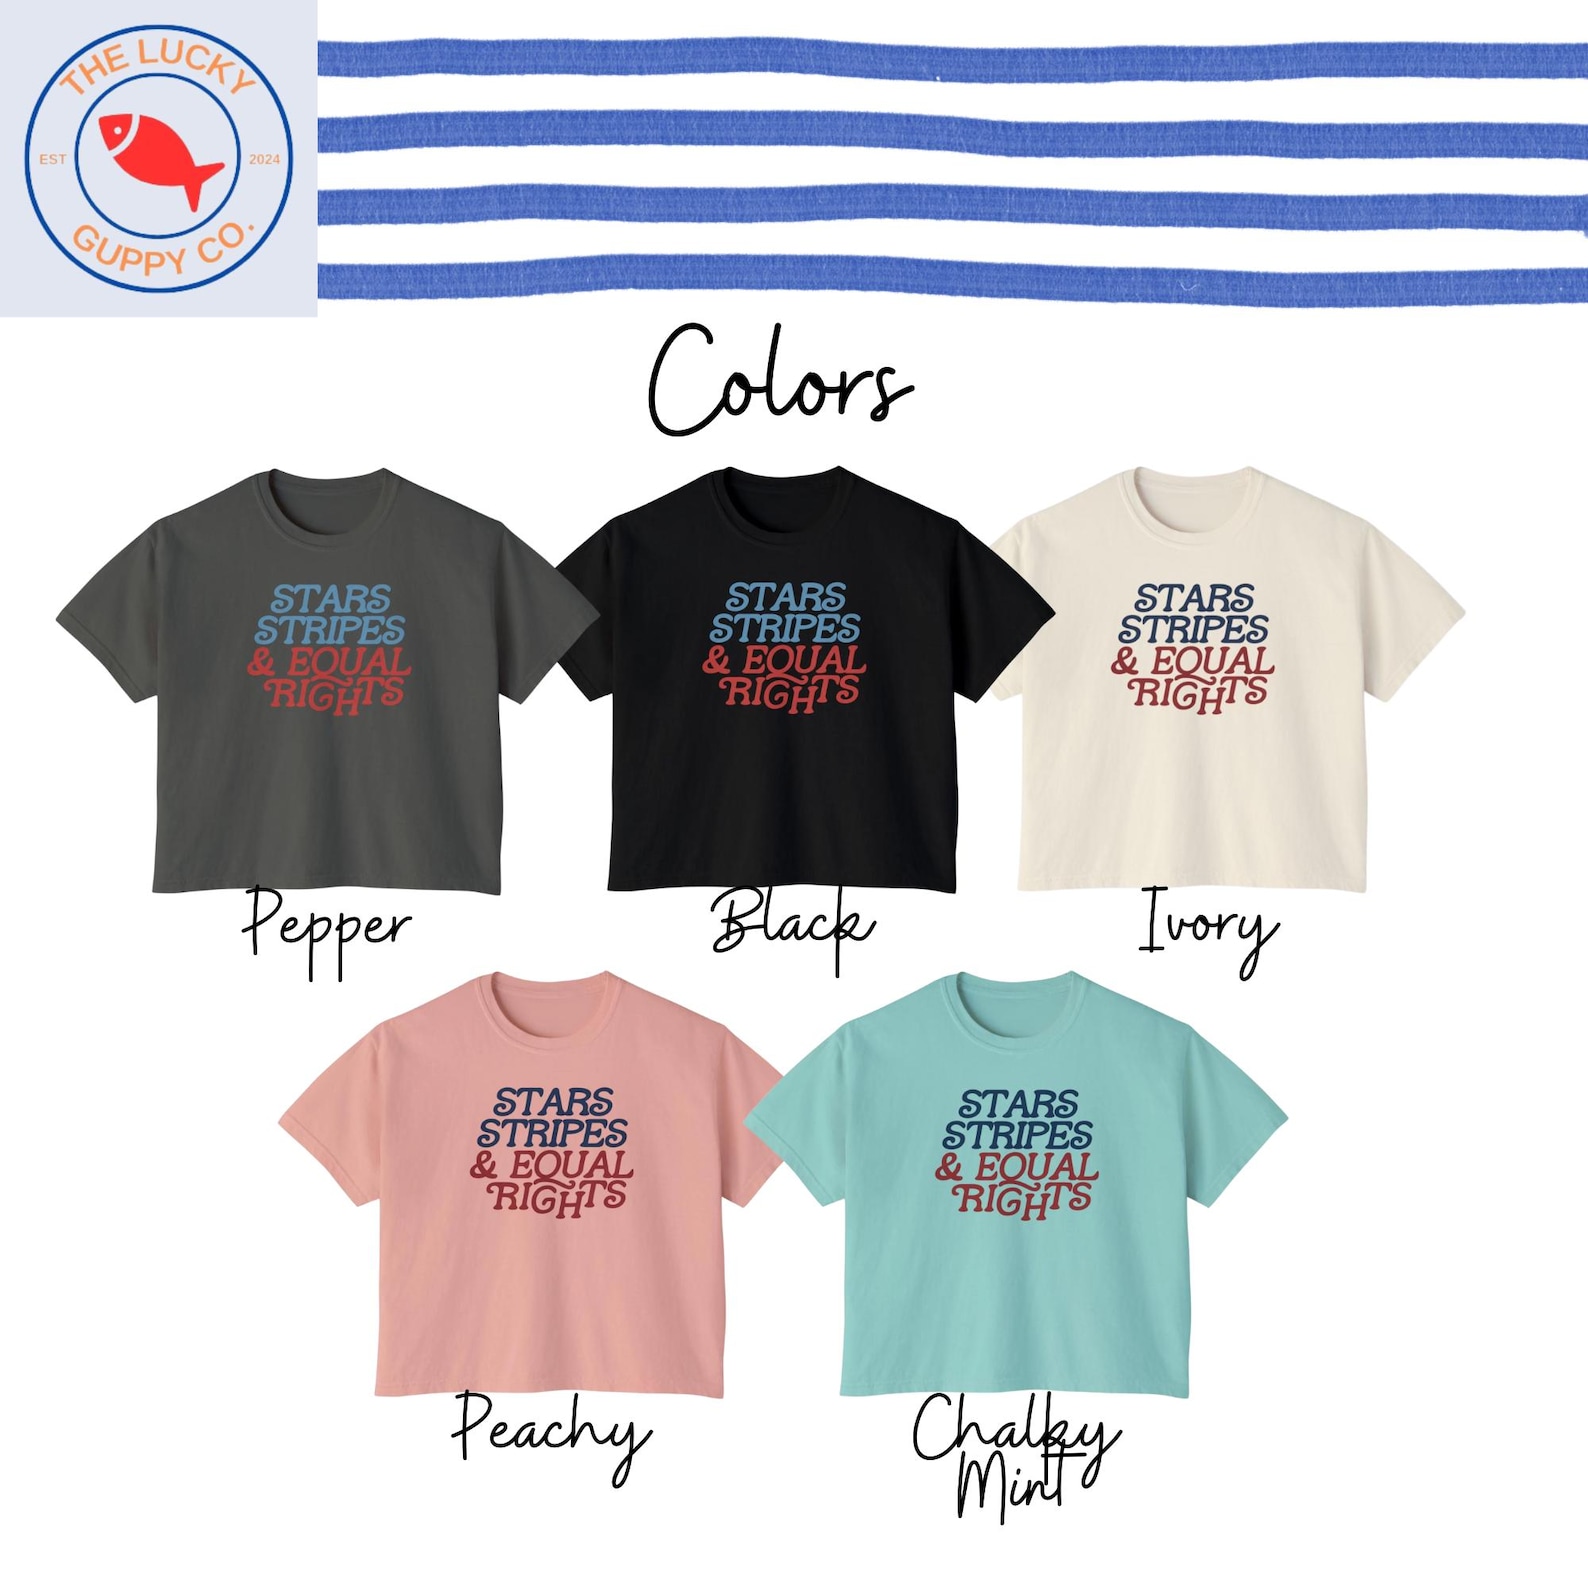 THE LUCKY
EST
2024
GUPPY CO.
Colors
STARS
STRIPES
& EQUAL
RIGHTS
STARS
STRIPES
& EQUAL
RIGHTS
STARS
STRIPES
& EQUAL
RIGHTS
Pepper
Black
Ivory
STARS
STRIPES
& EQUAL
RIGHTS
STARS
STRIPES
& EQUAL
RIGHTS
Peachy
Chalky
Mint